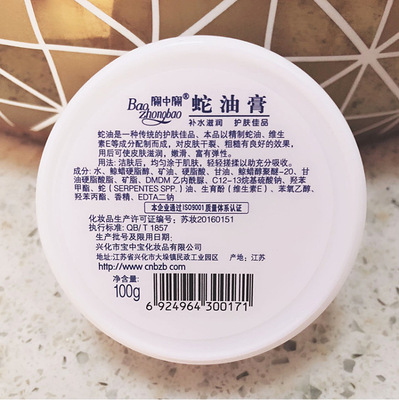 Bao Zhongbao 關中關® 蛇油膏
补水滋润 护肤佳品
蛇油是一种传统的护肤佳品,本品以精制蛇油、维生
素E等成分配制而成,对皮肤干裂、粗糙有良好的效果,
用后可使皮肤滋润,嫩滑、富有弹性。
用法:洁肤后,均匀涂于肌肤,轻轻揉揉以助充分吸收。
成分:水、鲸蜡硬脂醇、矿油、硬脂酸、甘油、鲸蜡醇聚醚-20、甘
油硬脂酸脂、矿脂、DMDM 乙内酰脲、C12-13烷基硫酸钠、羟苯
甲酯、蛇(SERPENTES SPP.)油、生育酚(维生素E)、苯氧乙醇、
羟苯丙酯、香精、EDTA二钠
本企业通过ISO9001质量体系认证
化妆品生产许可证编号:苏妆20160151
执行标准:QB/T 1857
生产批号及限用日期:
兴化市宝中宝化妆品有限公司
地址:江苏省兴化市大垛镇民政工业园区 产地:江苏
http://www.cnbzb.com
净含量:
100g
6 924964 300171